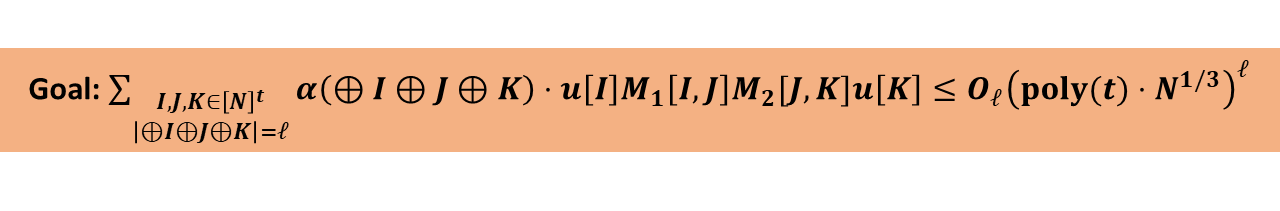 Goal: ∑ I,J,K∈[N]^t |⊕I⊕J⊕K|=ℓ α(⊕ I ⊕ J ⊕ K) · u[I]M₁[I,J]M₂[J,K]u[K] ≤ O_ℓ(poly(t) · N^{1/3})^ℓ